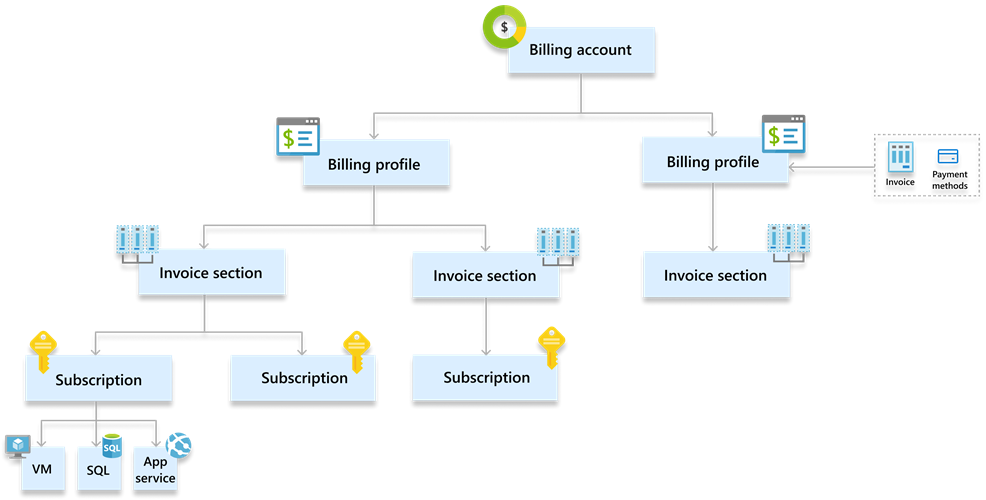 $
Billing account
$
Billing profile
$
Billing profile
Invoice
Payment
methods
Invoice section
Invoice section
Invoice section
Subscription
Subscription
Subscription
VM
SQL
SQL
App
service